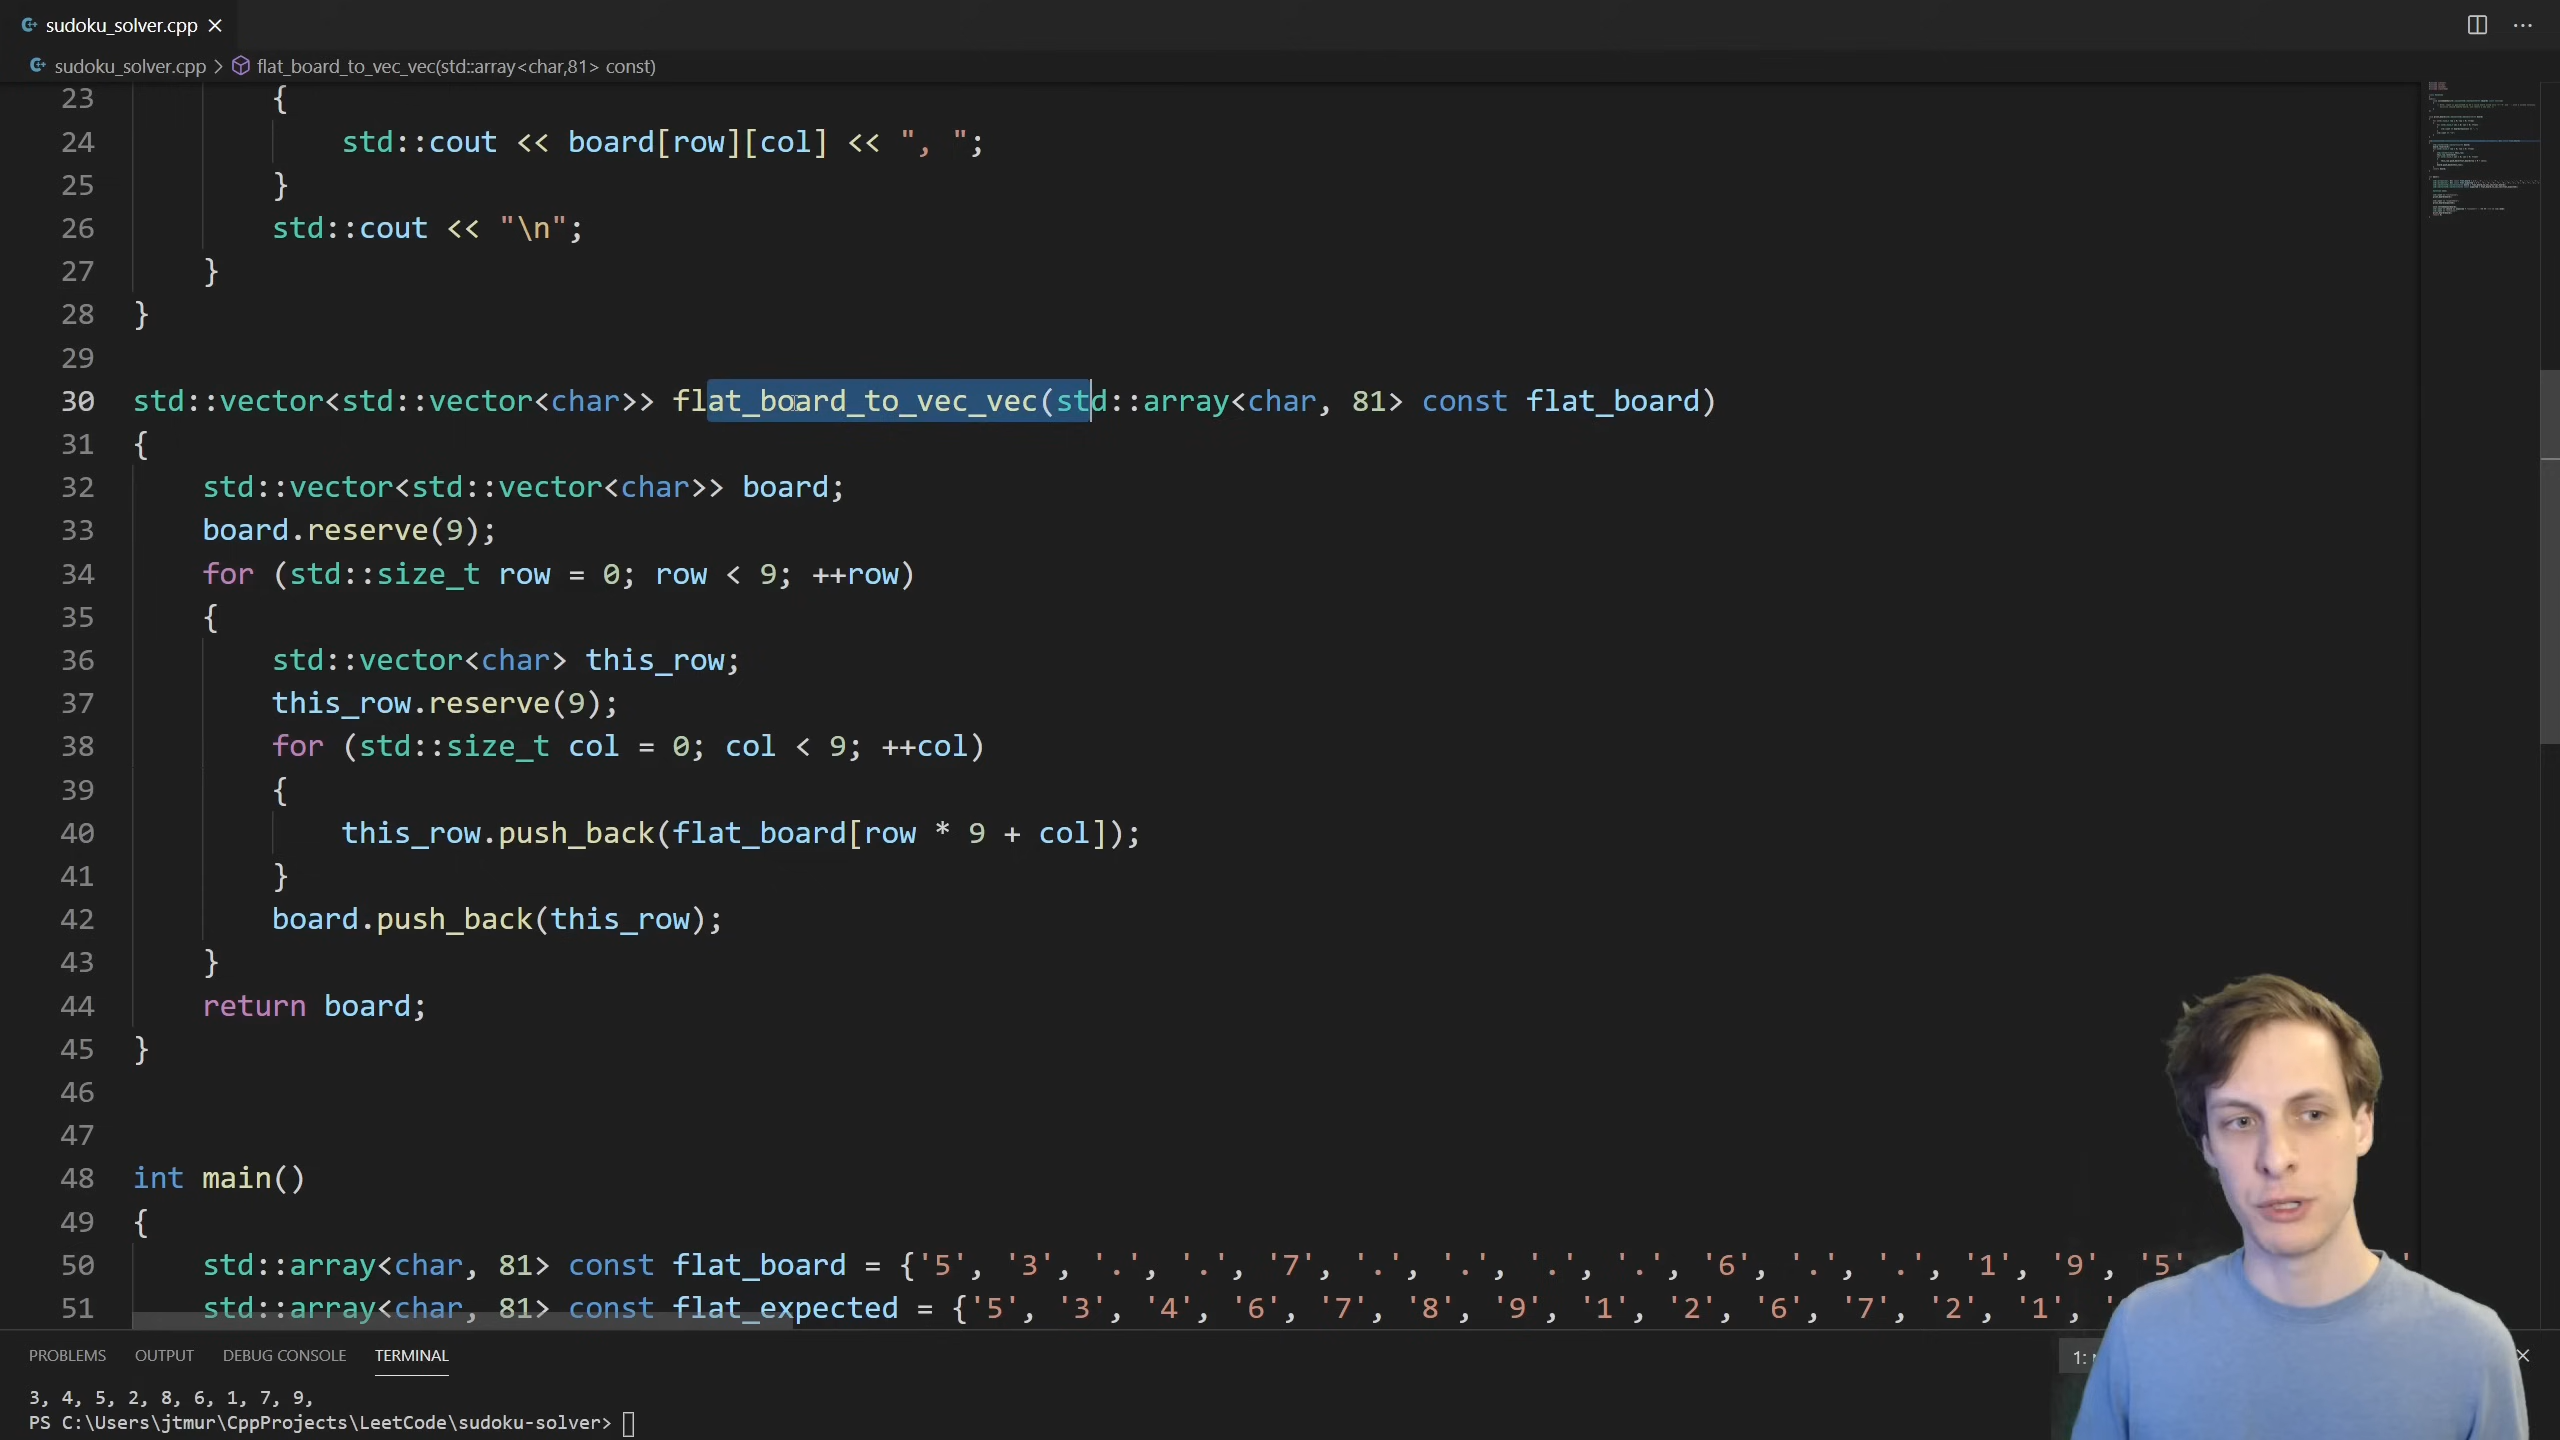 sudoku_solver.cpp
sudoku_solver.cpp > flat_board_to_vec_vec(std::array<char,81> const)
23 {
24 std::cout << board[row][col] << ", ";
25 }
26 std::cout << "\n";
27 }
28 }
29
30 std::vector<std::vector<char>> flat_board_to_vec_vec(std::array<char, 81> const flat_board)
31 {
32 std::vector<std::vector<char>> board;
33 board.reserve(9);
34 for (std::size_t row = 0; row < 9; ++row)
35 {
36 std::vector<char> this_row;
37 this_row.reserve(9);
38 for (std::size_t col = 0; col < 9; ++col)
39 {
40 this_row.push_back(flat_board[row * 9 + col]);
41 }
42 board.push_back(this_row);
43 }
44 return board;
45 }
46
47
48 int main()
49 {
50 std::array<char, 81> const flat_board = {'5', '3', '.', '.', '7', '.', '.', '.', '.', '6', '.', '.', '1', '9', '5'
51 std::array<char, 81> const flat_expected = {'5', '3', '4', '6', '7', '8', '9', '1', '2', '6', '7', '2', '1',
PROBLEMS OUTPUT DEBUG CONSOLE TERMINAL 1:
3, 4, 5, 2, 8, 6, 1, 7, 9,
PS C:\Users\jtmur\CppProjects\LeetCode\sudoku-solver>